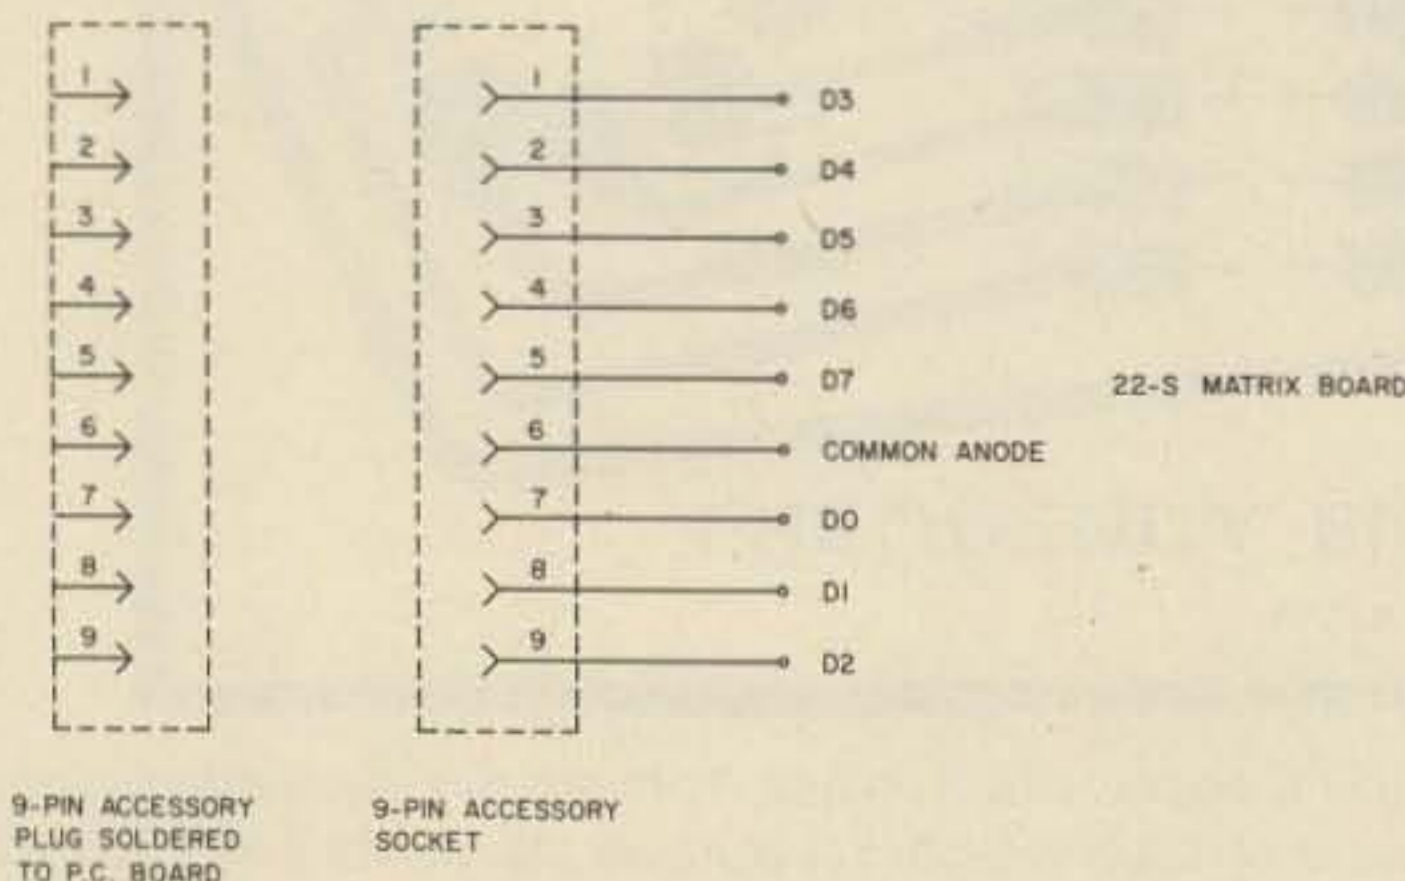 1
2
3
4
5
6
7
8
9
1 D3
2 D4
3 D5
4 D6
5 D7
6 COMMON ANODE
7 D0
8 D1
9 D2
22-S MATRIX BOARD
9-PIN ACCESSORY
PLUG SOLDERED
TO P.C. BOARD
9-PIN ACCESSORY
SOCKET